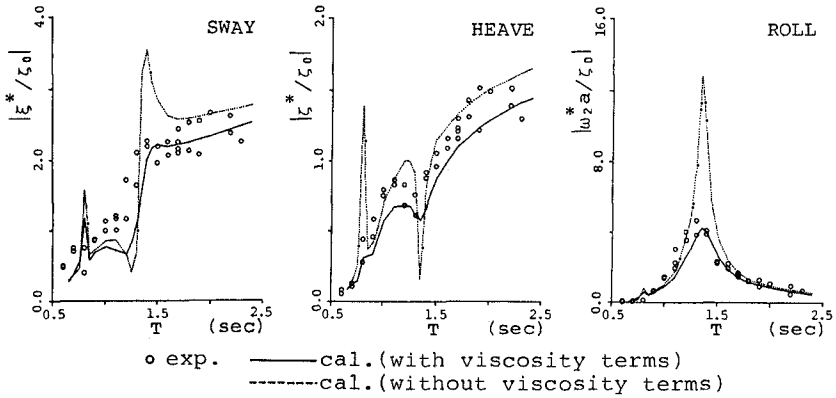 SWAY
HEAVE
ROLL
|ξ*/ζ₀|
|ζ*/ζ₀|
|ω₂*a/ζ₀|
4.0
2.0
0.0
2.0
1.0
0.0
16.0
8.0
0.0
0.5 1.5 2.5
T (sec)
0.5 1.5 2.5
T (sec)
0.5 1.5 2.5
T (sec)
exp. cal.(with viscosity terms)
cal.(without viscosity terms)